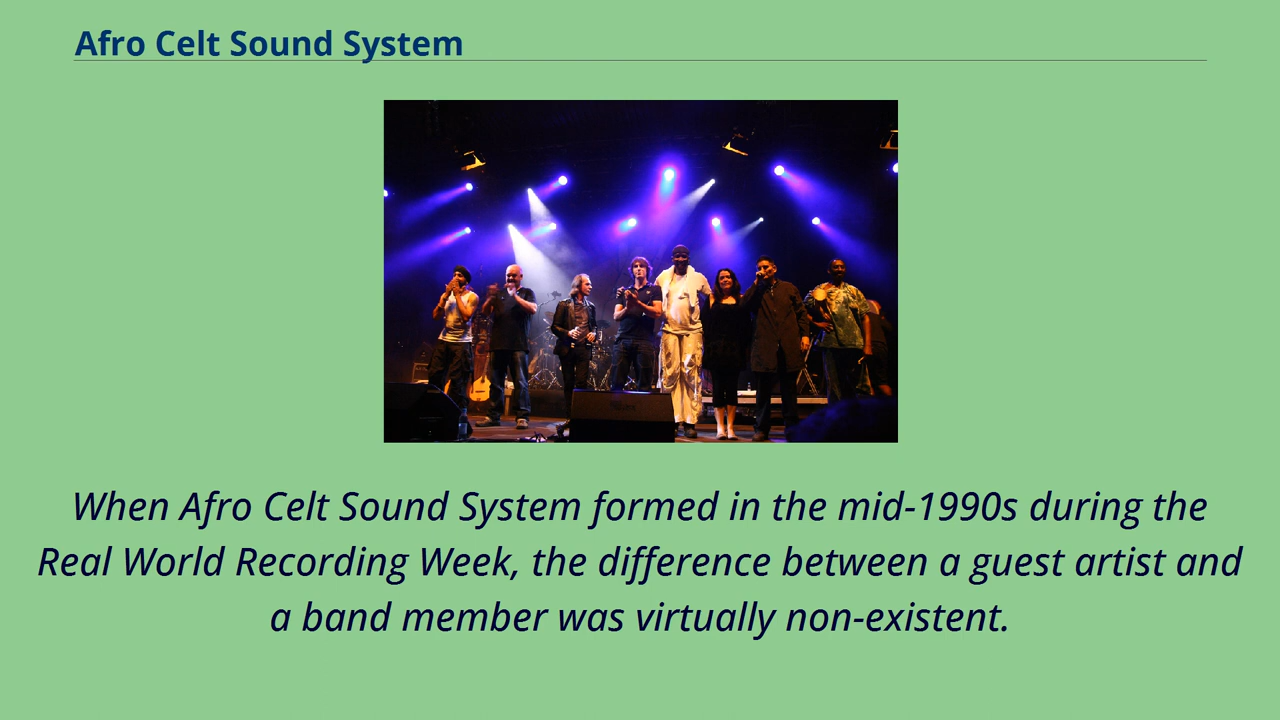 Afro Celt Sound System
When Afro Celt Sound System formed in the mid-1990s during the
Real World Recording Week, the difference between a guest artist and
a band member was virtually non-existent.